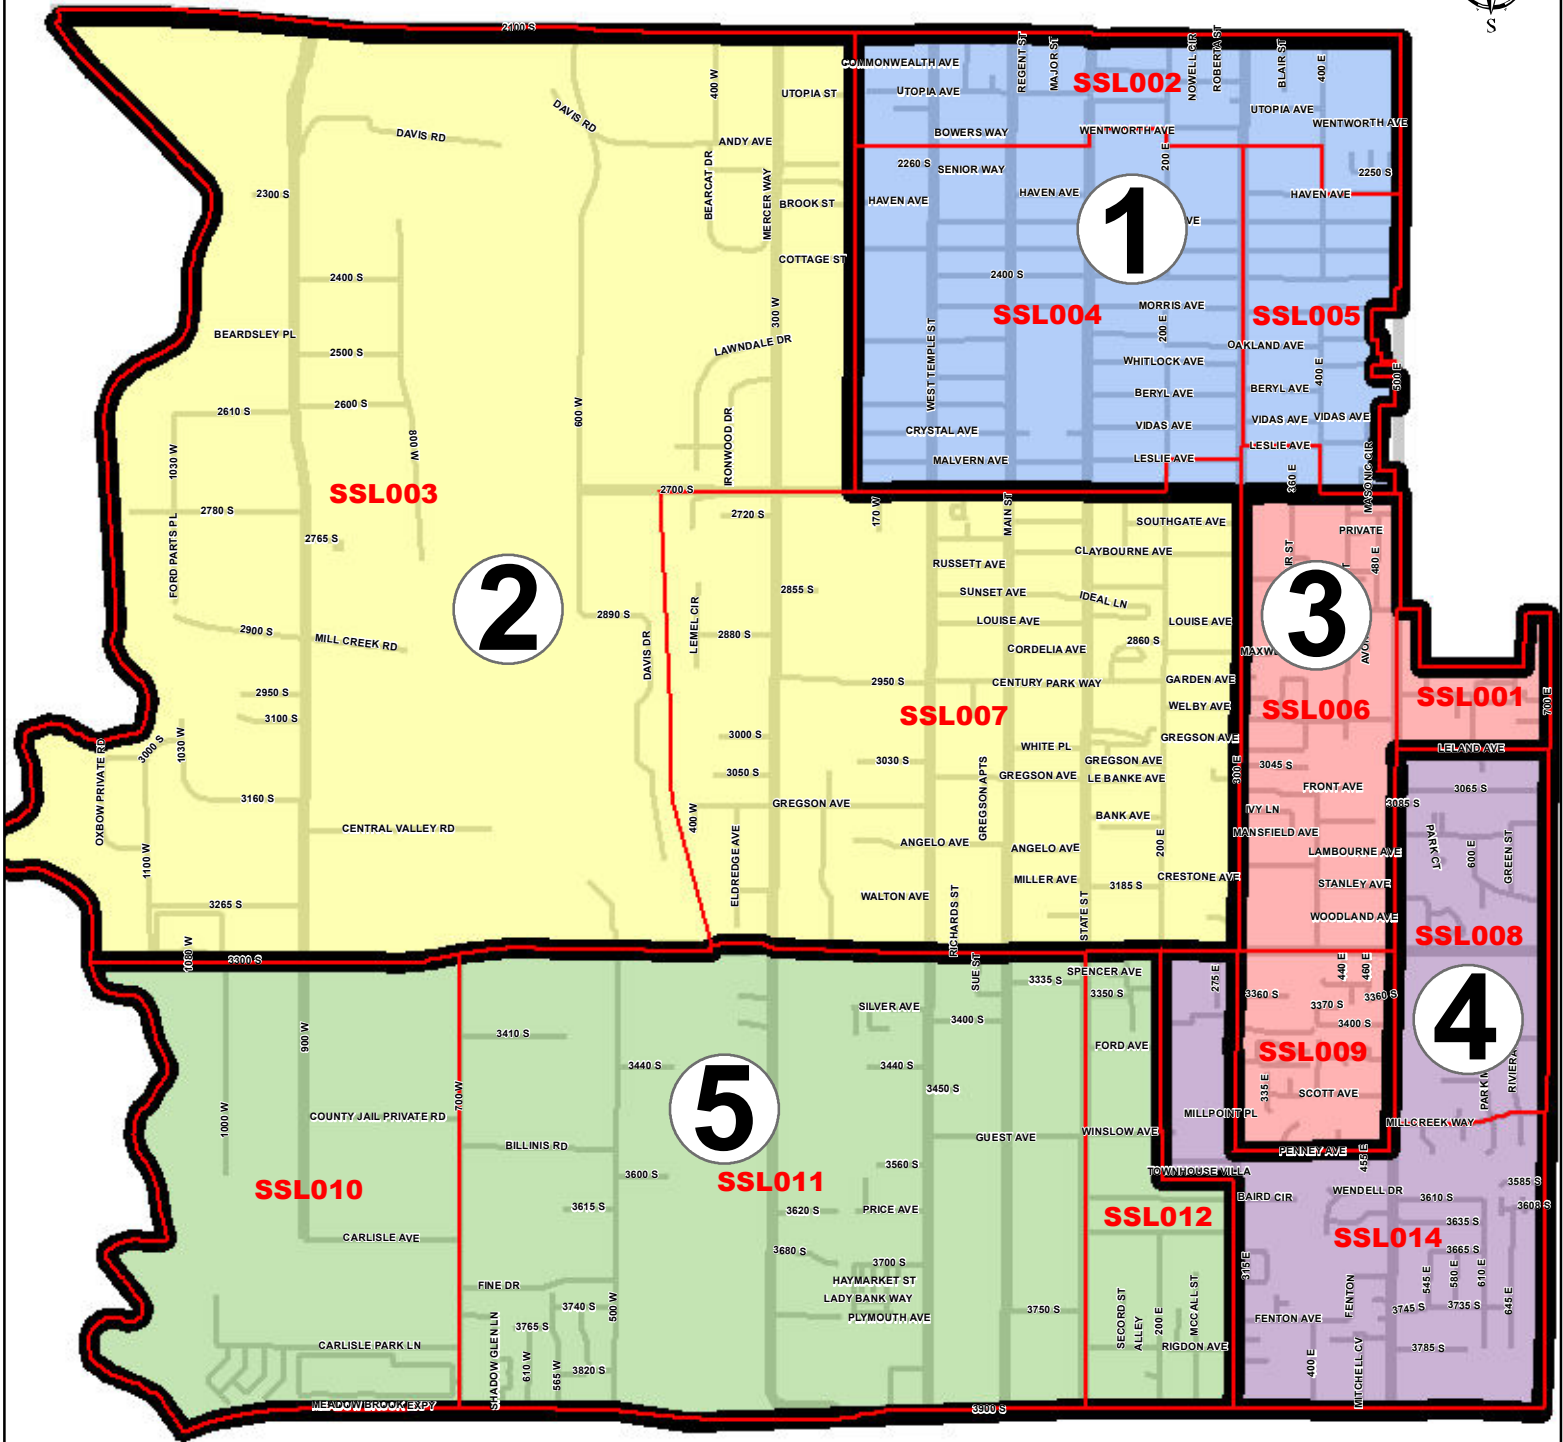 S
2100 S
COMMONWEALTH AVE
REGENT ST
MAJOR ST
SSL002
NOWELL CIR
ROBERTA ST
BLAIR ST
400 E
400 W
UTOPIA ST
UTOPIA AVE
UTOPIA AVE
DAVIS RD
DAVIS RD
ANDY AVE
BOWERS WAY
WENTWORTH AVE
WENTWORTH AVE
BEARCAT DR
MERCER WAY
2260 S
SENIOR WAY
200 E
2250 S
2300 S
BROOK ST
HAVEN AVE
HAVEN AVE
HAVEN AVE
1
VE
COTTAGE ST
2400 S
2400 S
300 W
MORRIS AVE
SSL004
SSL005
BEARDSLEY PL
LAWNDALE DR
WEST TEMPLE ST
200 E
OAKLAND AVE
2500 S
WHITLOCK AVE
400 E
500 E
BERYL AVE
BERYL AVE
2610 S
2600 S
600 W
IRONWOOD DR
VIDAS AVE
VIDAS AVE
VIDAS AVE
CRYSTAL AVE
800 W
1030 W
MALVERN AVE
LESLIE AVE
LESLIE AVE
360 E
MASONIC CIR
SSL003
2700 S
2780 S
2720 S
170 W
MAIN ST
SOUTHGATE AVE
PRIVATE
2765 S
FORD PARTS PL
CLAYBOURNE AVE
IR ST
T
480 E
RUSSETT AVE
2
2855 S
SUNSET AVE
IDEAL LN
3
2890 S
LEMEL CIR
LOUISE AVE
LOUISE AVE
2900 S
MILL CREEK RD
DAVIS DR
2880 S
2860 S
CORDELIA AVE
MAXWE
AVO
2950 S
2950 S
CENTURY PARK WAY
GARDEN AVE
SSL001
700 E
3100 S
SSL007
WELBY AVE
SSL006
3000 S
1030 W
3000 S
WHITE PL
GREGSON AVE
LELAND AVE
OXBOW PRIVATE RD
3050 S
3030 S
GREGSON APTS
GREGSON AVE
GREGSON AVE
LE BANKE AVE
300 E
3045 S
3160 S
GREGSON AVE
FRONT AVE
3065 S
3085 S
400 W
BANK AVE
IVY LN
CENTRAL VALLEY RD
MANSFIELD AVE
1100 W
ELDREDGE AVE
ANGELO AVE
ANGELO AVE
200 E
LAMBOURNE AVE
PARK CT
600 E
GREEN ST
MILLER AVE
3185 S
CRESTONE AVE
STANLEY AVE
WALTON AVE
3265 S
RICHARDS ST
STATE ST
WOODLAND AVE
SSL008
1080 W
3300 S
SUE ST
SPENCER AVE
275 E
440 E
460 E
3335 S
3350 S
3360 S
3360 S
3370 S
4
SILVER AVE
3400 S
3400 S
900 W
3410 S
FORD AVE
SSL009
3440 S
3440 S
5
3450 S
335 E
SCOTT AVE
PARK M
RIVIERA
1000 W
COUNTY JAIL PRIVATE RD
700 W
MILLPOINT PL
MILLCREEK WAY
BILLINIS RD
GUEST AVE
WINSLOW AVE
PENNEY AVE
455 E
3560 S
TOWNHOUSE VILLA
SSL010
3600 S
SSL011
BAIRD CIR
WENDELL DR
3610 S
3585 S
3608 S
3615 S
3620 S
PRICE AVE
SSL012
SSL014
3635 S
CARLISLE AVE
3680 S
3700 S
315 E
3665 S
545 E
580 E
610 E
FINE DR
HAYMARKET ST
LADY BANK WAY
3740 S
500 W
3750 S
SECORD ST
ALLEY
200 E
MCCALL ST
FENTON
3745 S
3735 S
645 E
3765 S
PLYMOUTH AVE
FENTON AVE
CARLISLE PARK LN
SHADOW GLEN LN
610 W
565 W
3820 S
RIGDON AVE
400 E
MITCHELL CV
3785 S
MEADOW BROOK EXPY
3900 S